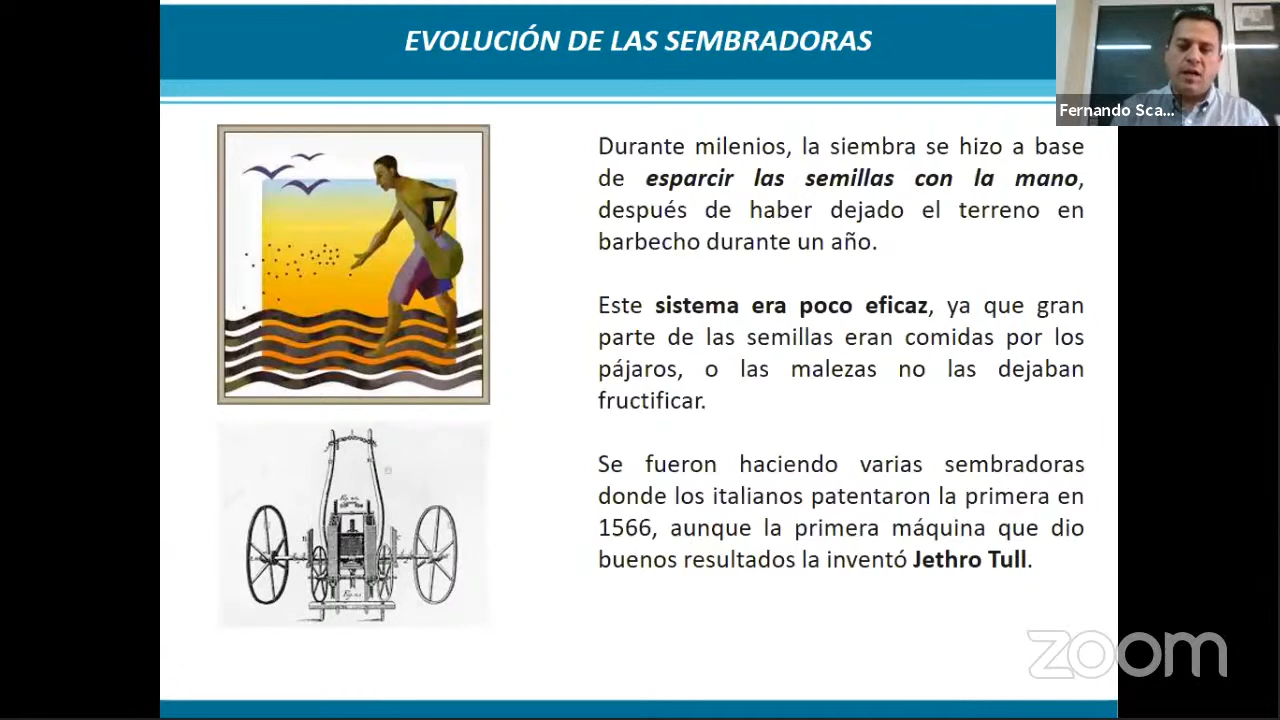 EVOLUCIÓN DE LAS SEMBRADORAS
Fernando Sca...
Durante milenios, la siembra se hizo a base
de esparcir las semillas con la mano,
después de haber dejado el terreno en
barbecho durante un año.
Este sistema era poco eficaz, ya que gran
parte de las semillas eran comidas por los
pájaros, o las malezas no las dejaban
fructificar.
Se fueron haciendo varias sembradoras
donde los italianos patentaron la primera en
1566, aunque la primera máquina que dio
buenos resultados la inventó Jethro Tull.
zoom